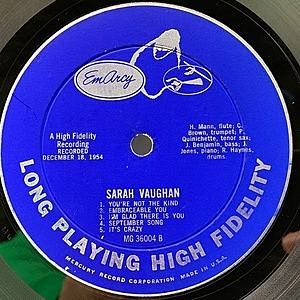 EmArcy
A High Fidelity
Recording
RECORDED
DECEMBER 18, 1954
H. Mann, flute; C.
Brown, trumpet; P.
Quinichette, tenor sax;
J. Benjamin, bass; J.
Jones, piano; R. Haynes,
drums.
SARAH VAUGHAN
1. YOU'RE NOT THE KIND
2. EMBRACEABLE YOU
3. I'M GLAD THERE IS YOU
4. SEPTEMBER SONG
5. IT'S CRAZY
MG 36004 B
LONG PLAYING HIGH FIDELITY
MERCURY RECORD CORPORATION MADE IN U.S.A.